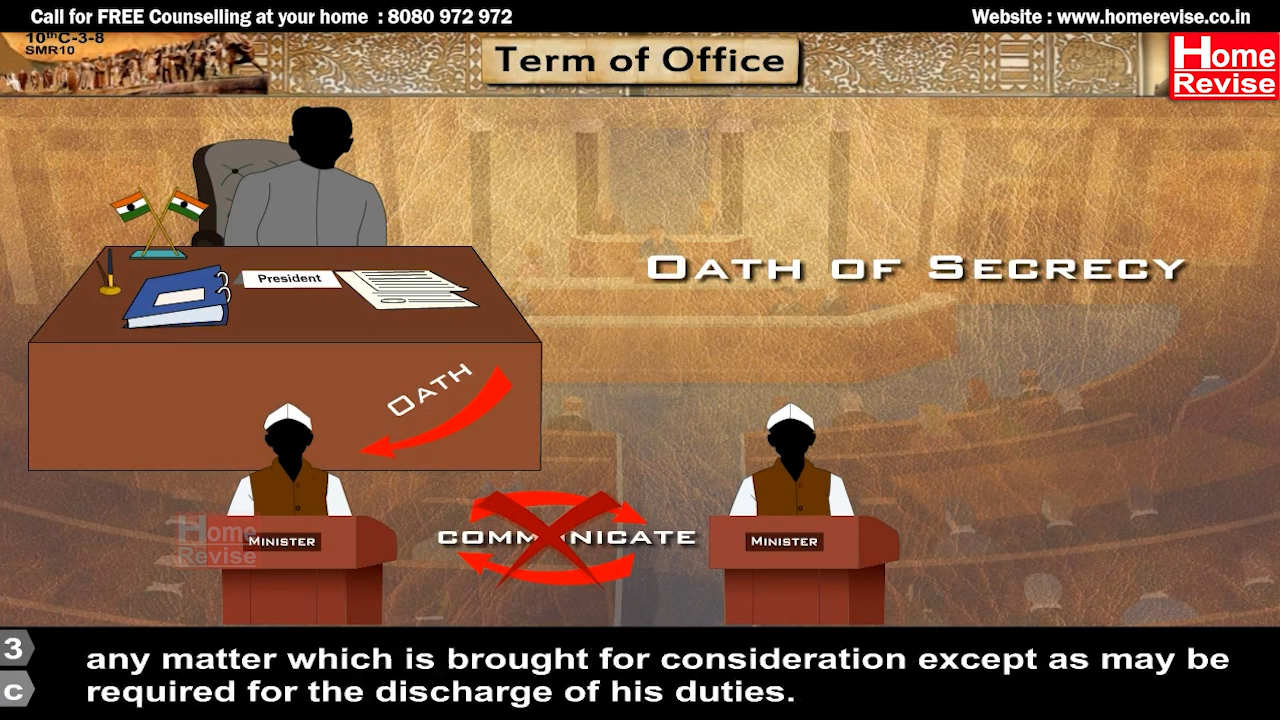 Call for FREE Counselling at your home : 8080 972 972
Website : www.homerevise.co.in
10thC-3-8
SMR10
Term of Office
Home
Revise
President
Oath of Secrecy
Oath
Home
Revise
Minister
communicate
Minister
3
c
any matter which is brought for consideration except as may be
required for the discharge of his duties.